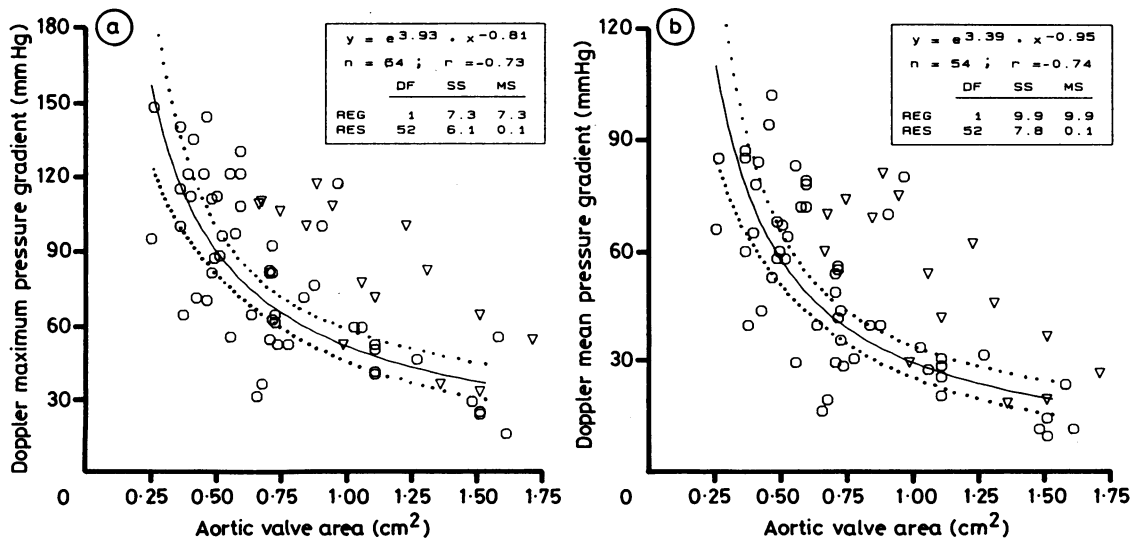 a
y = e^3.93 . x^-0.81
n = 64 ; r =-0.73
DF SS MS
REG 1 7.3 7.3
RES 52 6.1 0.1
180
150
120
90
60
30
0
0·25 0·50 0·75 1·00 1·25 1·50 1·75
Doppler maximum pressure gradient (mmHg)
Aortic valve area (cm²)
b
y = e^3.39 . x^-0.95
n = 54 ; r =-0.74
DF SS MS
REG 1 9.9 9.9
RES 52 7.8 0.1
120
90
60
30
0
0·25 0·50 0·75 1·00 1·25 1·50 1·75
Doppler mean pressure gradient (mmHg)
Aortic valve area (cm²)